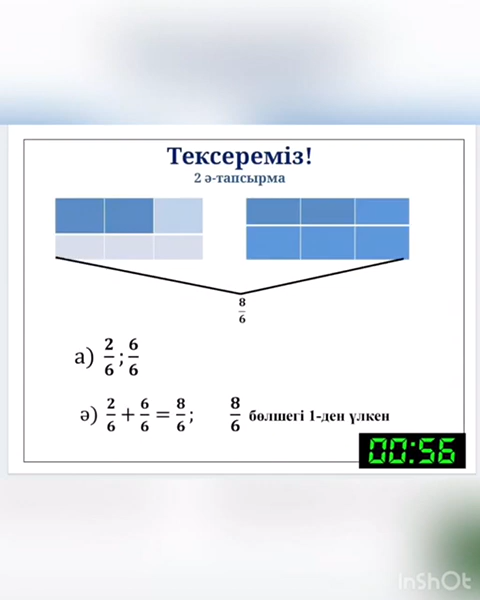 Тексереміз!
2 ә-тапсырма
8/6
а) 2/6 ; 6/6
ә) 2/6 + 6/6 = 8/6 ; 8/6 бөлшегі 1-ден үлкен
00:56
InShOt